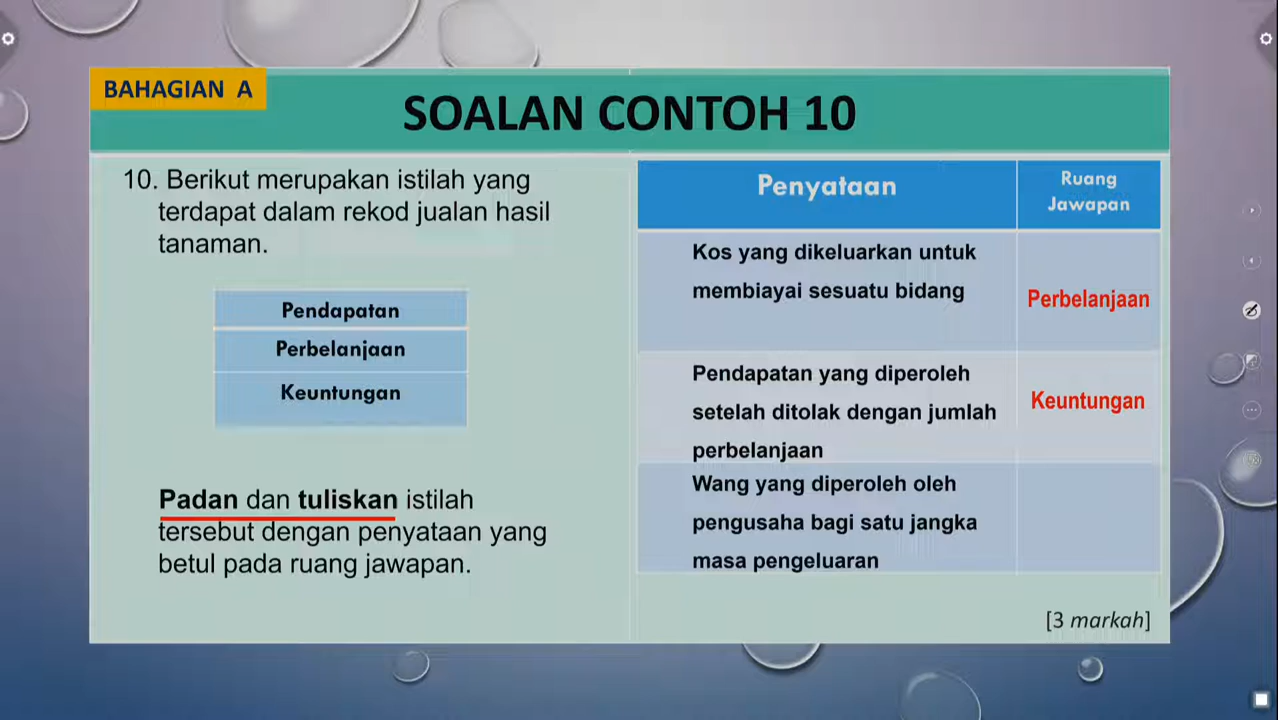 BAHAGIAN A
SOALAN CONTOH 10
10. Berikut merupakan istilah yang
terdapat dalam rekod jualan hasil
tanaman.
Pendapatan
Perbelanjaan
Keuntungan
Padan dan tuliskan istilah
tersebut dengan penyataan yang
betul pada ruang jawapan.
Penyataan
Ruang
Jawapan
Kos yang dikeluarkan untuk
membiayai sesuatu bidang
Perbelanjaan
Pendapatan yang diperoleh
setelah ditolak dengan jumlah
perbelanjaan
Keuntungan
Wang yang diperoleh oleh
pengusaha bagi satu jangka
masa pengeluaran
[3 markah]